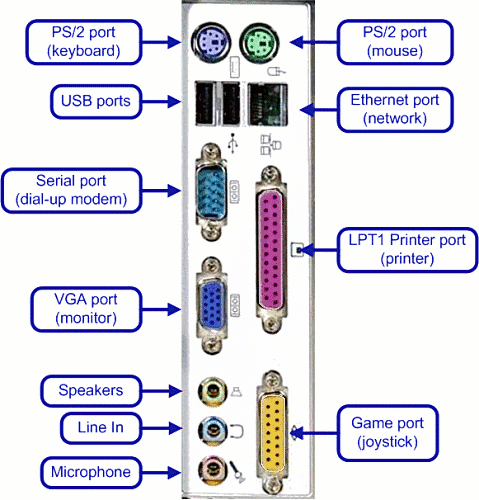 PS/2 port
(keyboard)
PS/2 port
(mouse)
USB ports
Ethernet port
(network)
Serial port
(dial-up modem)
LPT1 Printer port
(printer)
VGA port
(monitor)
Speakers
Line In
Game port
(joystick)
Microphone